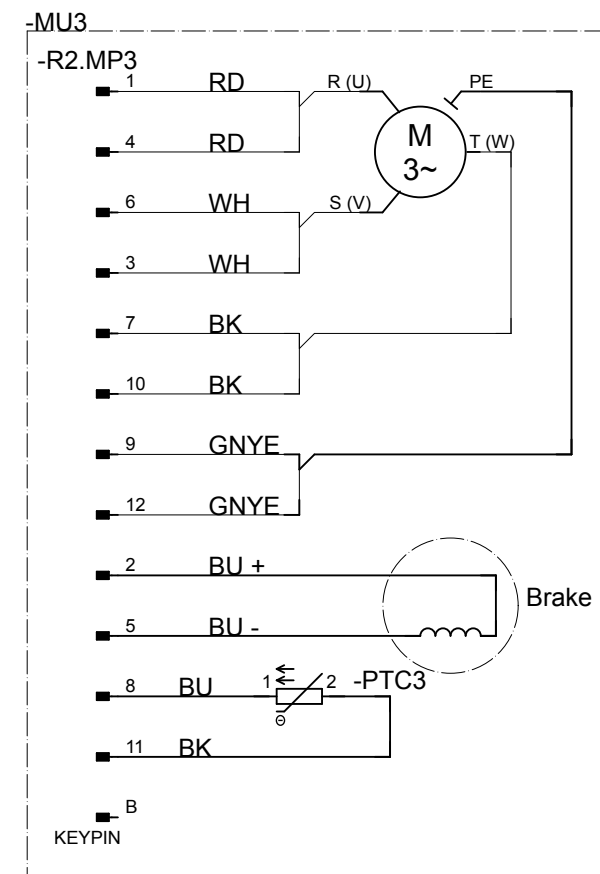 -MU3
-R2.MP3
1 RD R (U) PE
4 RD M T (W)
3~
6 WH S (V)
3 WH
7 BK
10 BK
9 GNYE
12 GNYE
2 BU +
Brake
5 BU -
8 BU 1 2 -PTC3
Θ
11 BK
B
KEYPIN